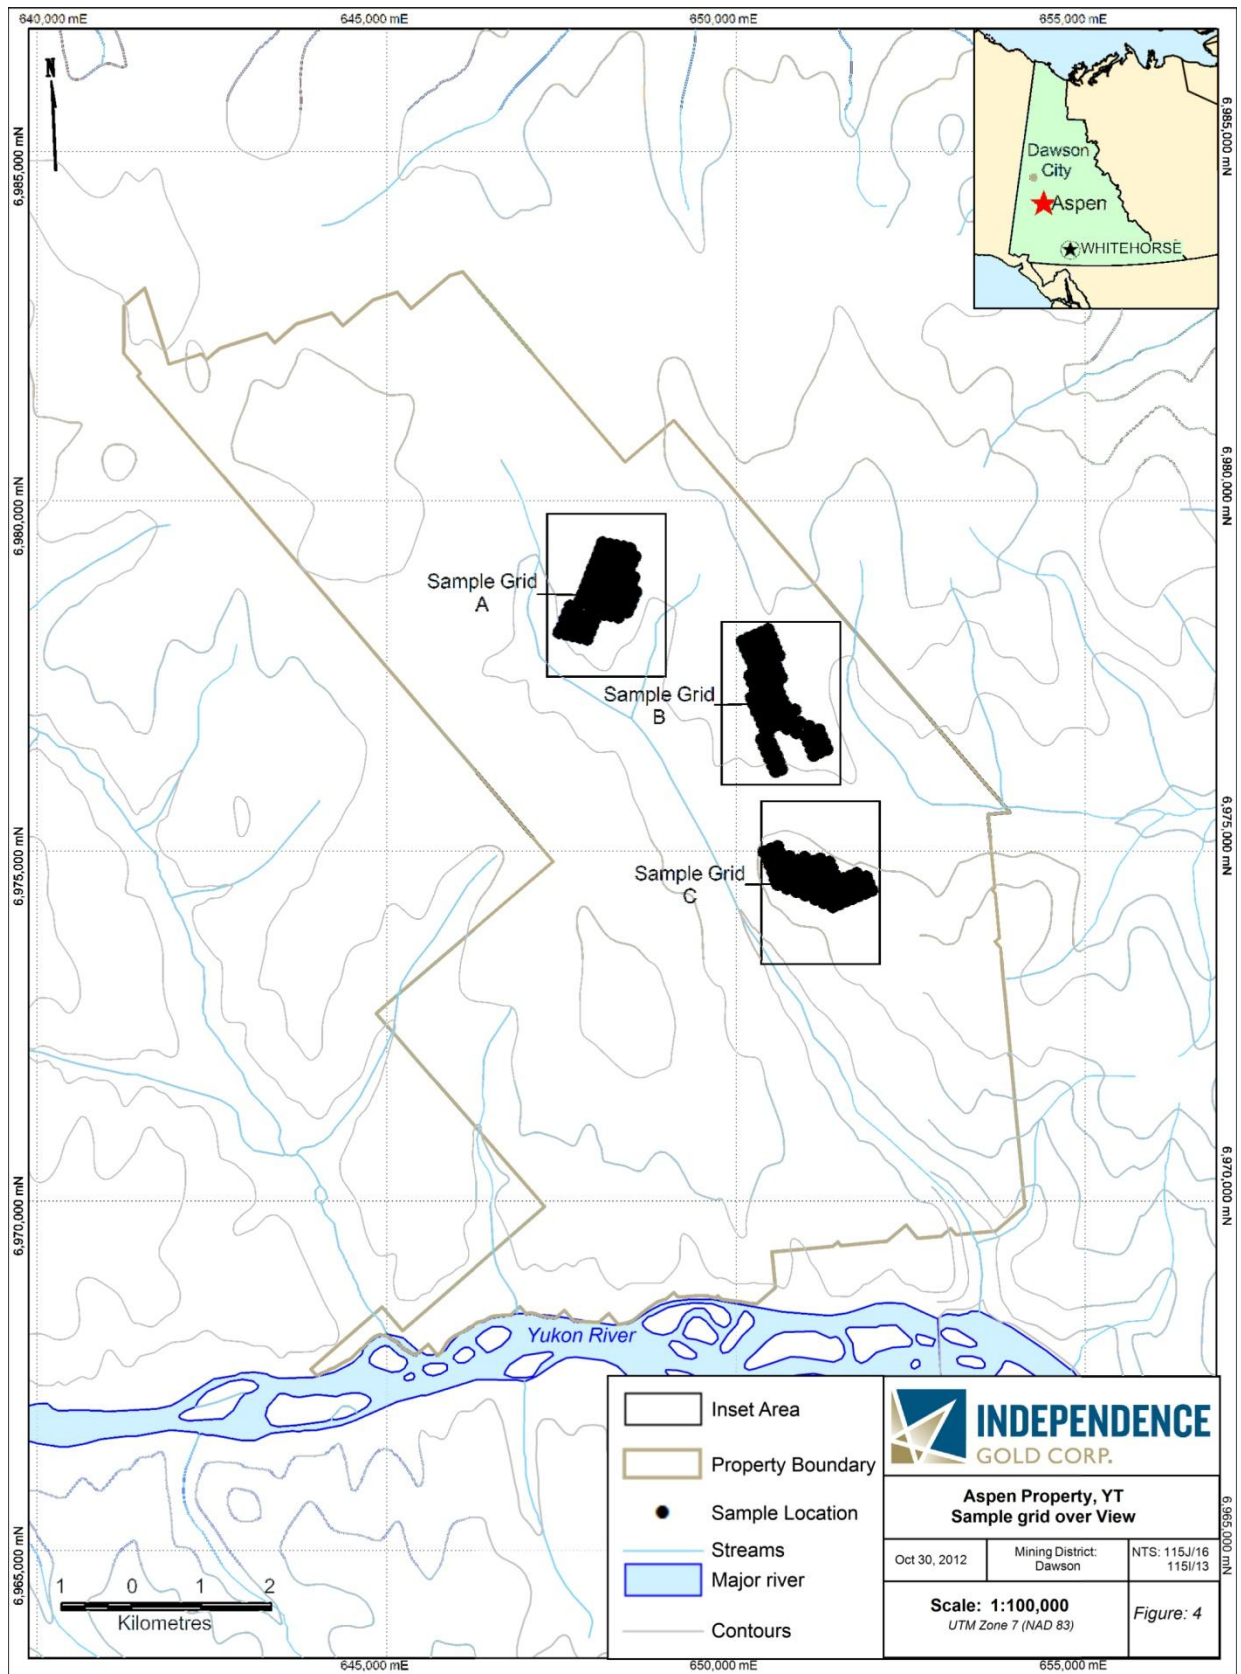 640,000 mE
645,000 mE
650,000 mE
655,000 mE
N
6,985,000 mN
6,985,000 mN
Dawson
City
Aspen
WHITEHORSE
6,980,000 mN
6,980,000 mN
Sample Grid
A
Sample Grid
B
6,975,000 mN
6,975,000 mN
Sample Grid
C
6,970,000 mN
6,970,000 mN
Yukon River
Inset Area
Property Boundary
Sample Location
Streams
Major river
Contours
INDEPENDENCE
GOLD CORP.
Aspen Property, YT
Sample grid over View
Oct 30, 2012
Mining District:
Dawson
NTS: 115J/16
115I/13
Scale: 1:100,000
UTM Zone 7 (NAD 83)
Figure: 4
6,965,000 mN
6,965,000 mN
1 0 1 2
Kilometres
645,000 mE
650,000 mE
655,000 mE